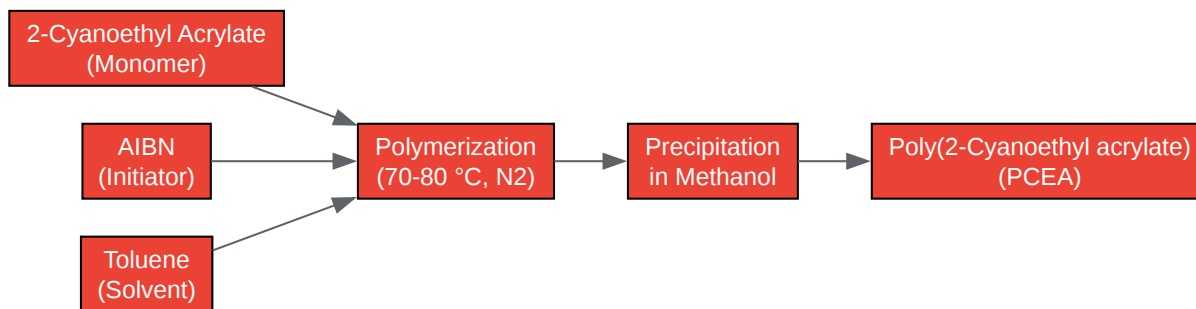 2-Cyanoethyl Acrylate
(Monomer)
AIBN
(Initiator)
Toluene
(Solvent)
Polymerization
(70-80 °C, N2)
Precipitation
in Methanol
Poly(2-Cyanoethyl acrylate)
(PCEA)